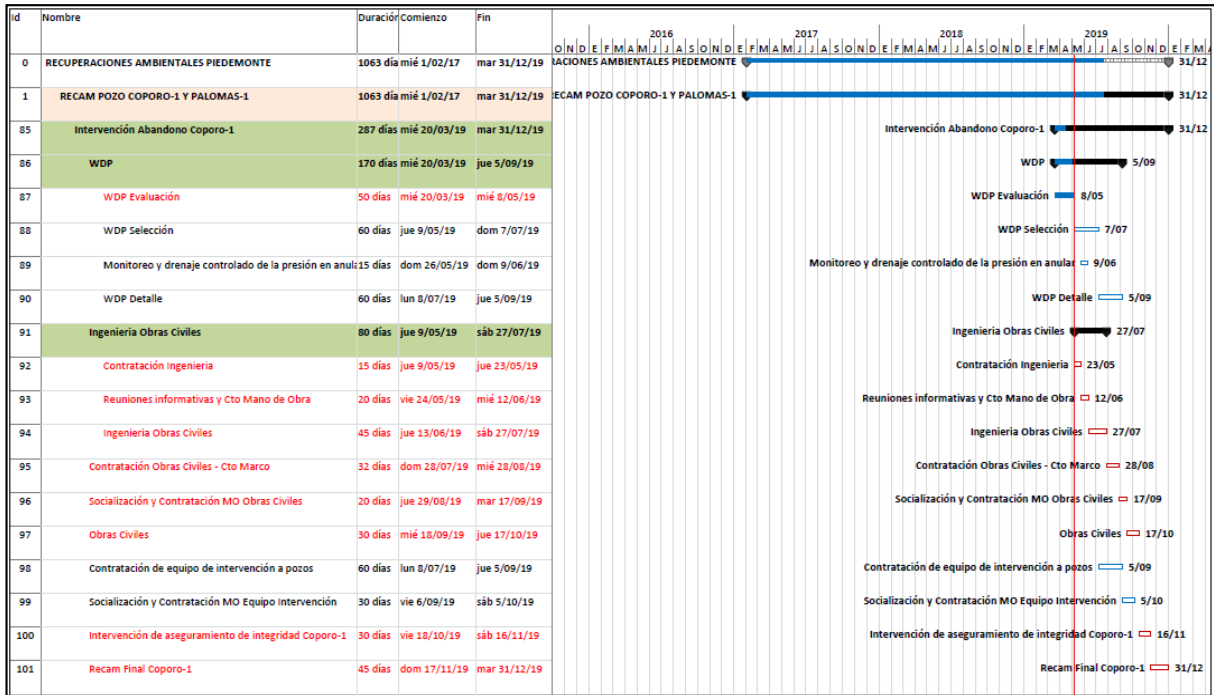 Id Nombre Duración Comienzo Fin
2016 2017 2018 2019
O N D E F M A M J J A S O N D E F M A M J J A S O N D E F M A M J J A S O N D E F M A M J J A S O N D E F M A
0 RECUPERACIONES AMBIENTALES PIEDEMONTE 1063 día mié 1/02/17 mar 31/12/19 RACIONES AMBIENTALES PIEDEMONTE 31/12
1 RECAM POZO COPORO-1 Y PALOMAS-1 1063 día mié 1/02/17 mar 31/12/19 RECAM POZO COPORO-1 Y PALOMAS-1 31/12
85 Intervención Abandono Coporo-1 287 días mié 20/03/19 mar 31/12/19 Intervención Abandono Coporo-1 31/12
86 WDP 170 días mié 20/03/19 jue 5/09/19 WDP 5/09
87 WDP Evaluación 50 días mié 20/03/19 mié 8/05/19 WDP Evaluación 8/05
88 WDP Selección 60 días jue 9/05/19 dom 7/07/19 WDP Selección 7/07
89 Monitoreo y drenaje controlado de la presión en anula 15 días dom 26/05/19 dom 9/06/19 Monitoreo y drenaje controlado de la presión en anular 9/06
90 WDP Detalle 60 días lun 8/07/19 jue 5/09/19 WDP Detalle 5/09
91 Ingenieria Obras Civiles 80 días jue 9/05/19 sáb 27/07/19 Ingenieria Obras Civiles 27/07
92 Contratación Ingenieria 15 días jue 9/05/19 jue 23/05/19 Contratación Ingenieria 23/05
93 Reuniones informativas y Cto Mano de Obra 20 días vie 24/05/19 mié 12/06/19 Reuniones informativas y Cto Mano de Obra 12/06
94 Ingenieria Obras Civiles 45 días jue 13/06/19 sáb 27/07/19 Ingenieria Obras Civiles 27/07
95 Contratación Obras Civiles - Cto Marco 32 días dom 28/07/19 mié 28/08/19 Contratación Obras Civiles - Cto Marco 28/08
96 Socialización y Contratación MO Obras Civiles 20 días jue 29/08/19 mar 17/09/19 Socialización y Contratación MO Obras Civiles 17/09
97 Obras Civiles 30 días mié 18/09/19 jue 17/10/19 Obras Civiles 17/10
98 Contratación de equipo de intervención a pozos 60 días lun 8/07/19 jue 5/09/19 Contratación de equipo de intervención a pozos 5/09
99 Socialización y Contratación MO Equipo Intervención 30 días vie 6/09/19 sáb 5/10/19 Socialización y Contratación MO Equipo Intervención 5/10
100 Intervención de aseguramiento de integridad Coporo-1 30 días vie 18/10/19 sáb 16/11/19 Intervención de aseguramiento de integridad Coporo-1 16/11
101 Recam Final Coporo-1 45 días dom 17/11/19 mar 31/12/19 Recam Final Coporo-1 31/12